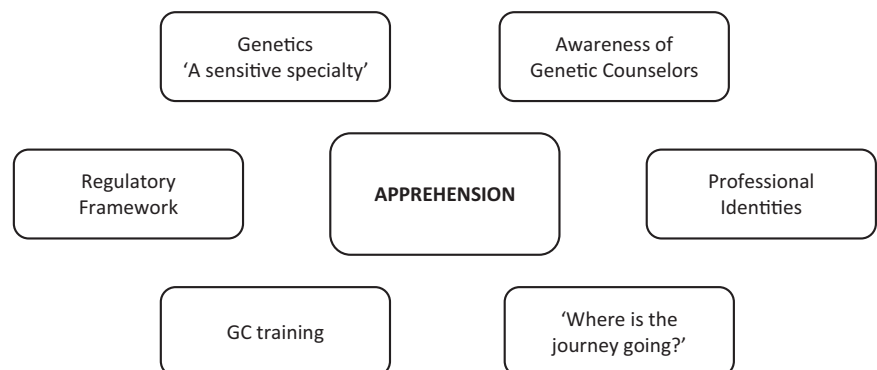 Genetics
‘A sensitive specialty’
Awareness of
Genetic Counselors
Regulatory
Framework
APPREHENSION
Professional
Identities
GC training
‘Where is the
journey going?’